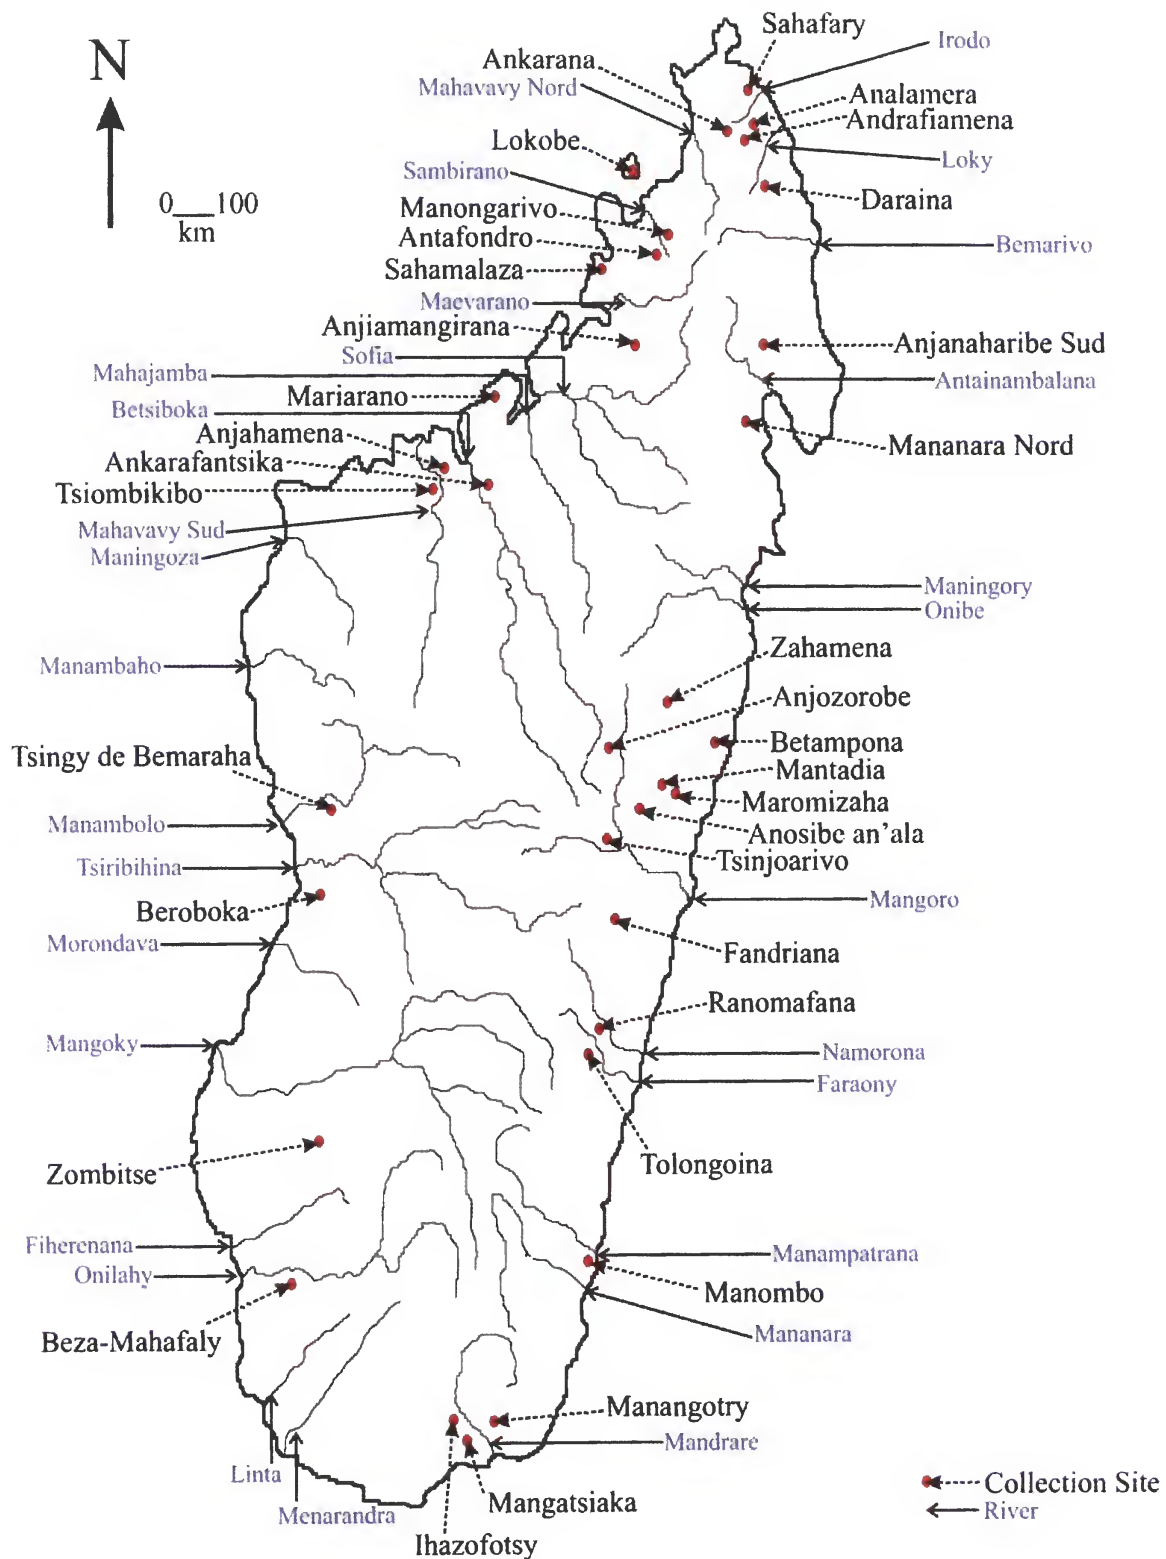 Sahafary
N
Irodo
Ankarana
Mahavavy Nord
Analamera
Andrafiamena
Lokobe
Loky
Sambirano
0 100
km
Manongarivo
Daraina
Antafondro
Bemarivo
Sahamalaza
Maevarano
Anjiamangirana
Anjanaharibe Sud
Sofia
Mahajamba
Antainambalana
Mariarano
Betsiboka
Anjahamena
Mananara Nord
Ankarafantsika
Tsiombikibo
Mahavavy Sud
Maningoza
Maningory
Onibe
Zahamena
Manambaho
Anjozorobe
Tsingy de Bemaraha
Betampona
Mantadia
Maromizaha
Manambolo
Anosibe an'ala
Tsinjoarivo
Tsiribihina
Mangoro
Beroboka
Morondava
Fandriana
Ranomafana
Mangoky
Namorona
Faraony
Tolongoina
Zombitse
Fiherenana
Manampatrana
Onilahy
Manombo
Beza-Mahafaly
Mananara
Manangotry
Mandrare
Linta
Collection Site
Menarandra
Mangatsiaka
River
Ihazofotsy